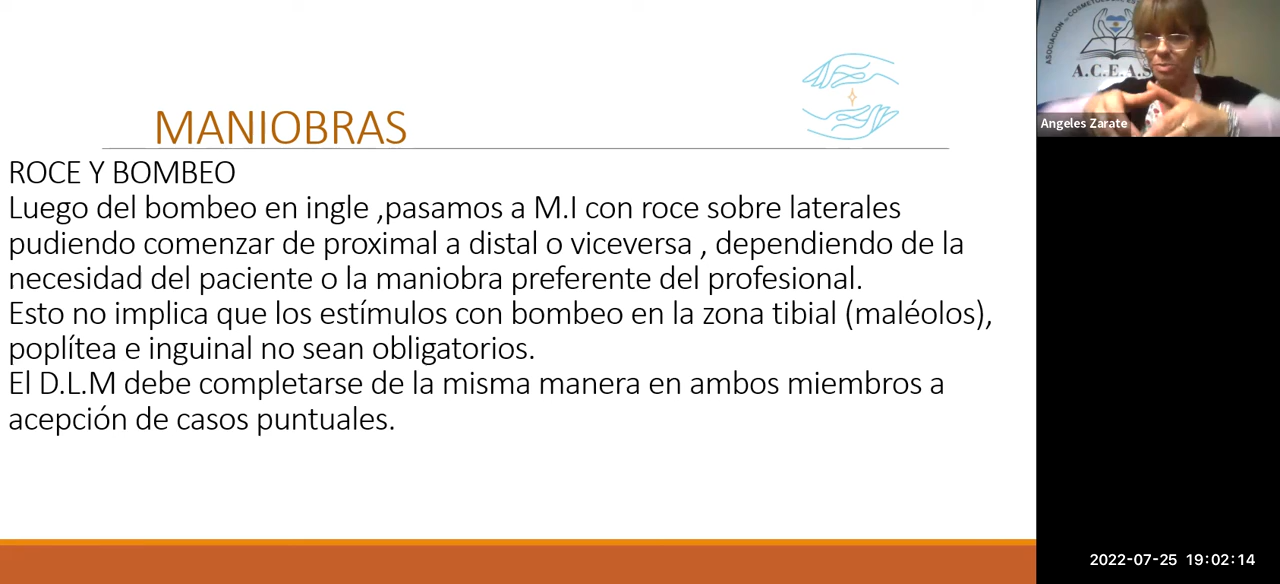 MANIOBRAS
ROCE Y BOMBEO
Luego del bombeo en ingle ,pasamos a M.I con roce sobre laterales
pudiendo comenzar de proximal a distal o viceversa , dependiendo de la
necesidad del paciente o la maniobra preferente del profesional.
Esto no implica que los estímulos con bombeo en la zona tibial (maléolos),
poplítea e inguinal no sean obligatorios.
El D.L.M debe completarse de la misma manera en ambos miembros a
acepción de casos puntuales.
A.C.E.A.S
Angeles Zarate
2022-07-25 19:02:14